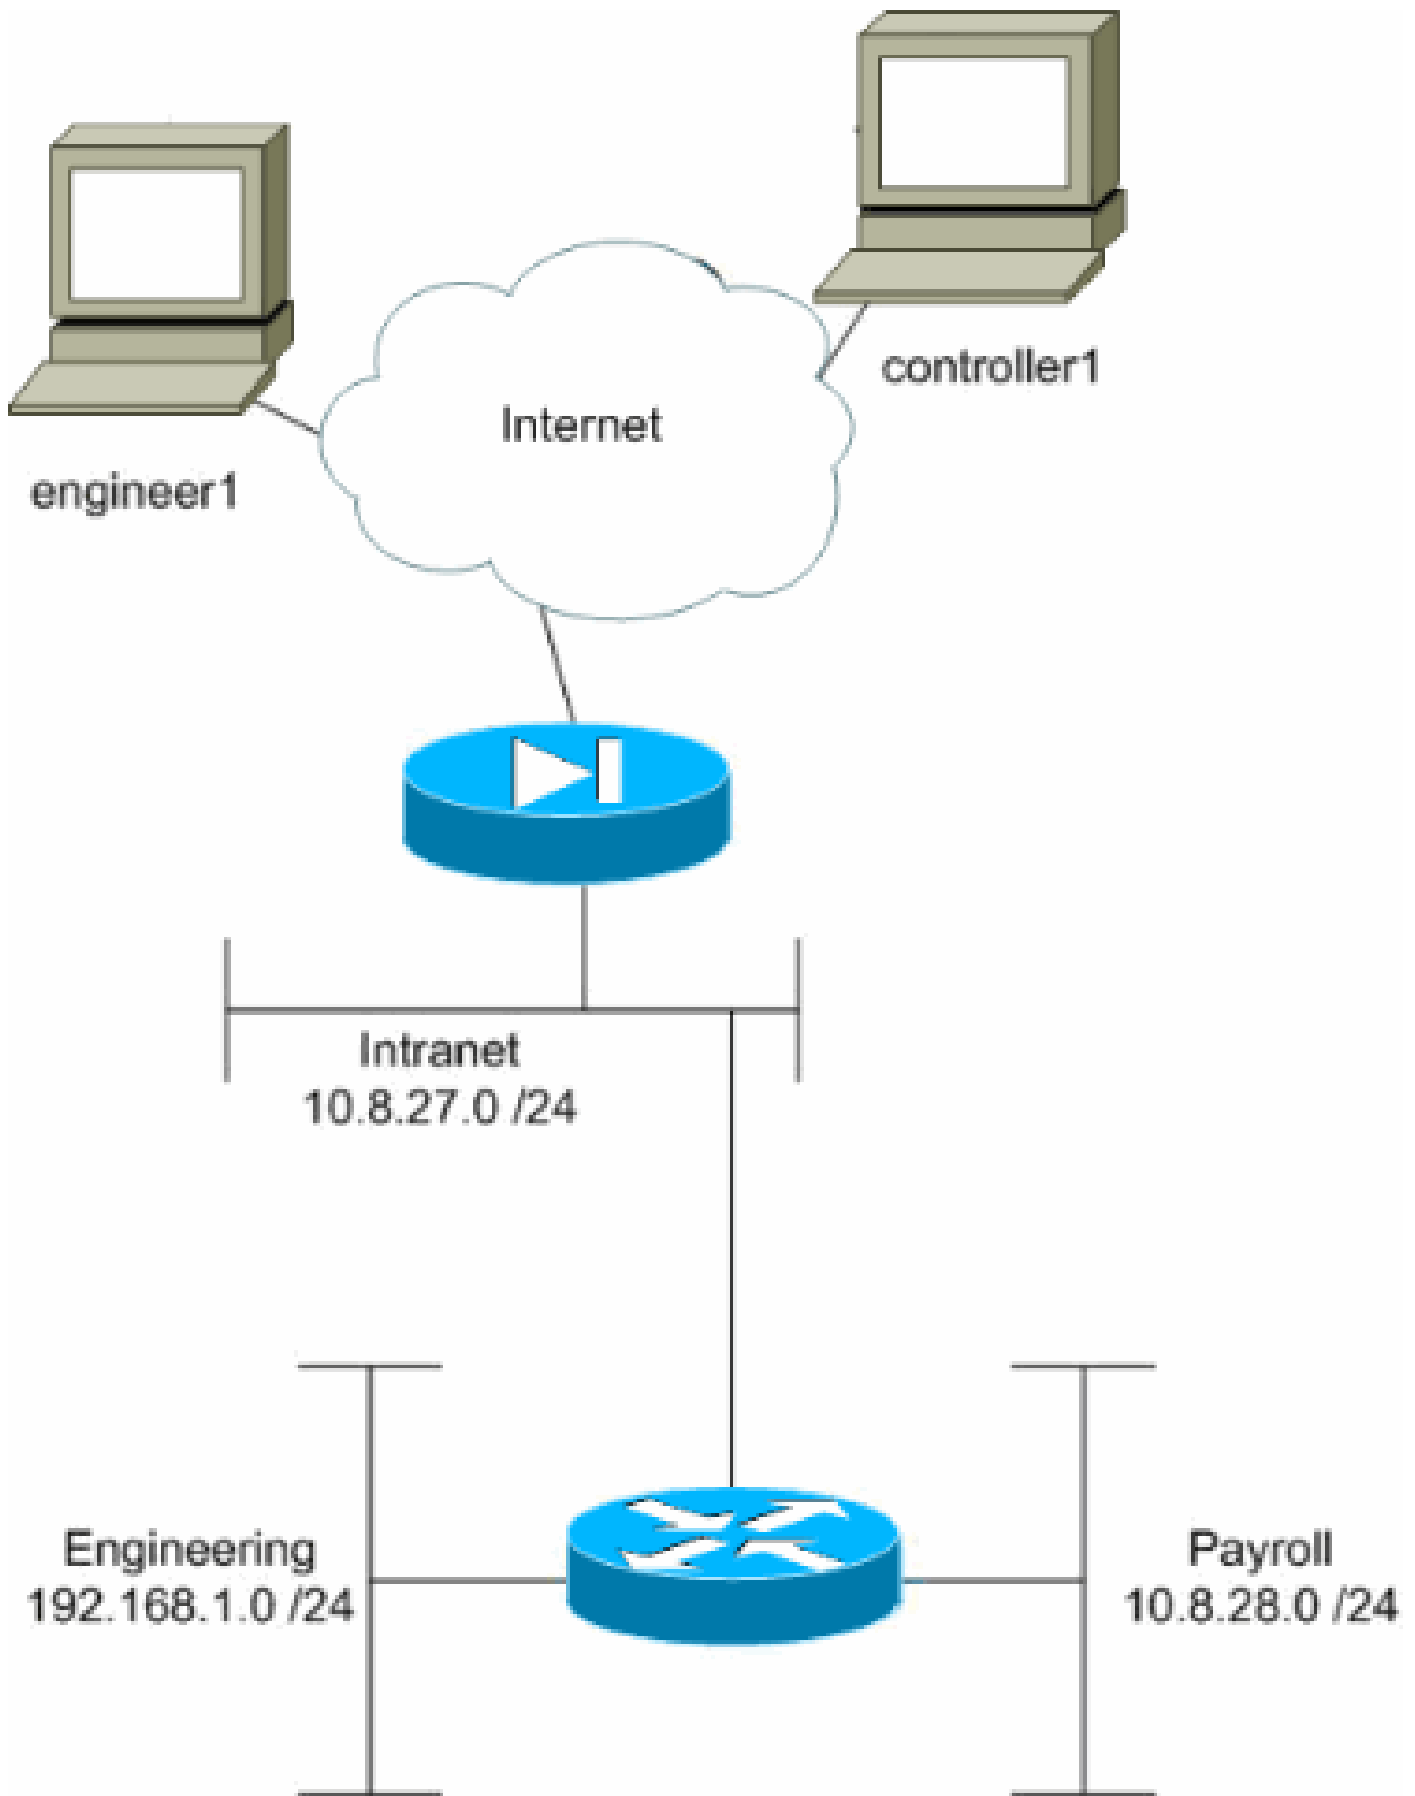 controller1
Internet
engineer1
Intranet
10.8.27.0 /24
Engineering
192.168.1.0 /24
Payroll
10.8.28.0 /24